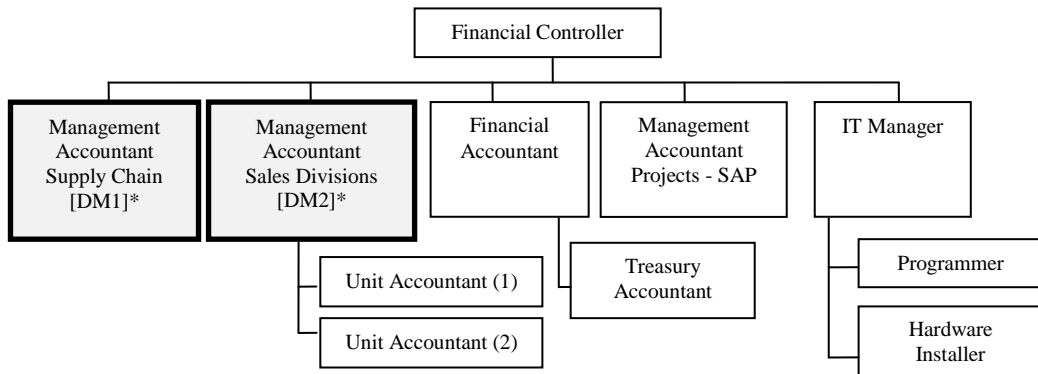 Financial Controller
Management
Accountant
Supply Chain
[DM1]*
Management
Accountant
Sales Divisions
[DM2]*
Financial
Accountant
Management
Accountant
Projects - SAP
IT Manager
Unit Accountant (1)
Unit Accountant (2)
Treasury
Accountant
Programmer
Hardware
Installer